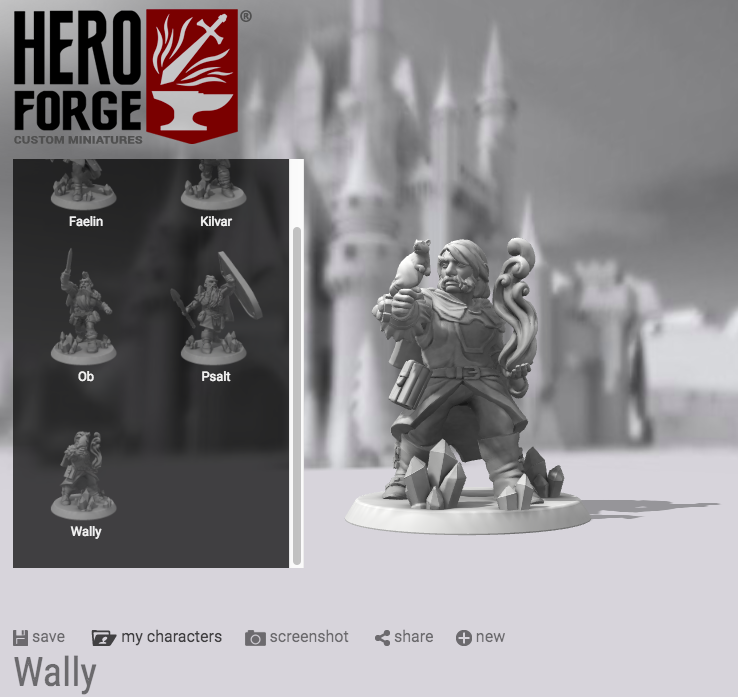 HERO
FORGE®
CUSTOM MINIATURES
Faelin Kilvar
Ob Psalt
Wally
save my characters screenshot share new
Wally